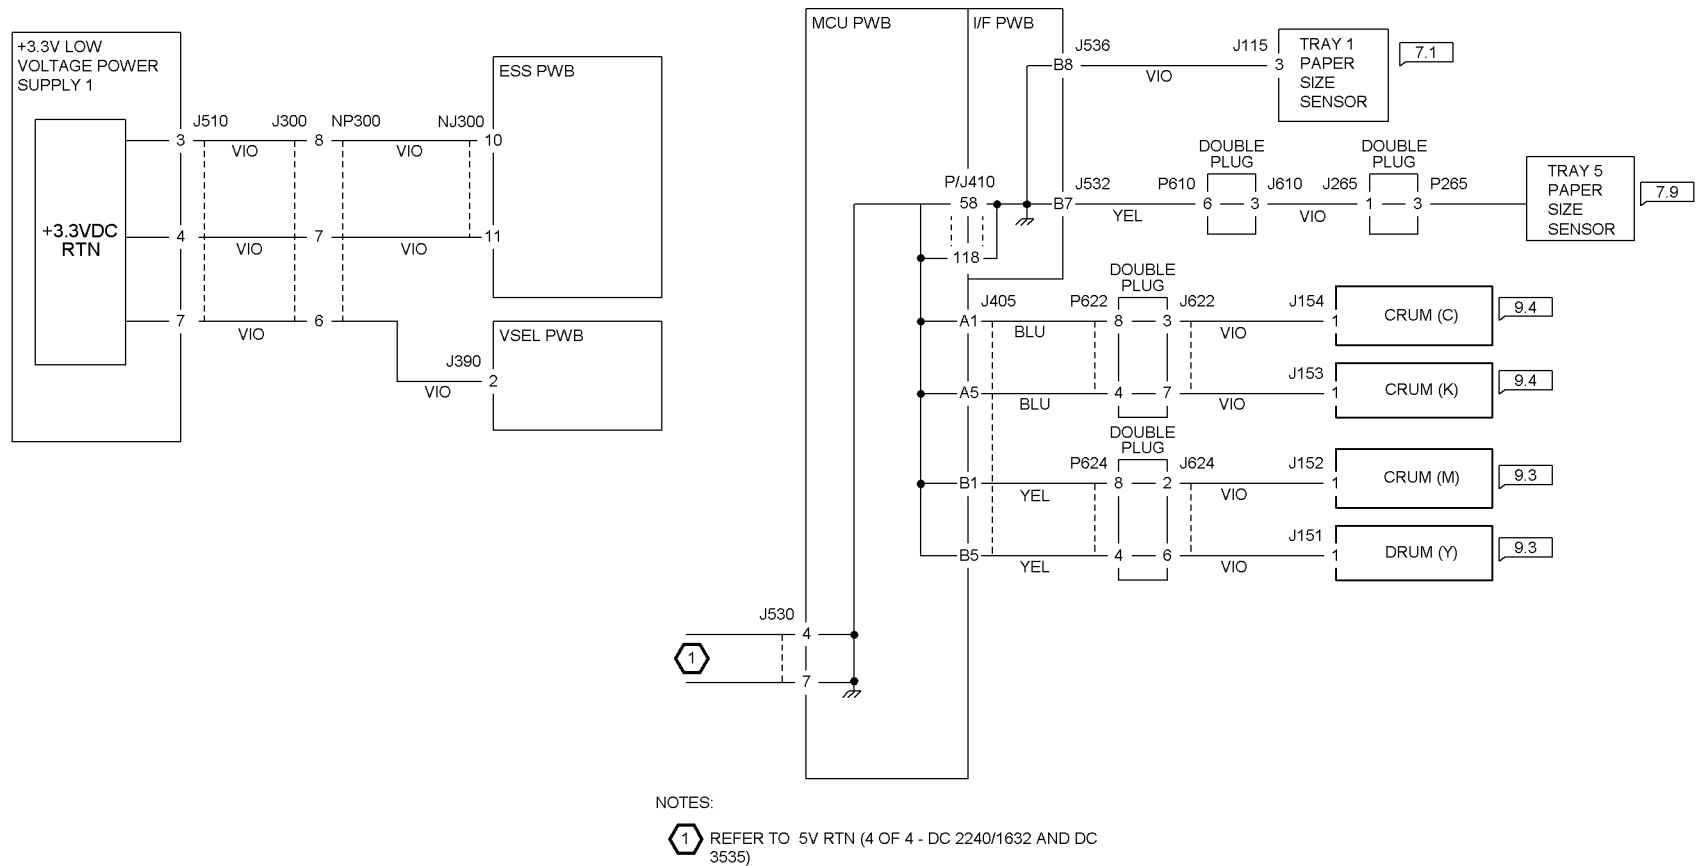 +3.3V LOW
VOLTAGE POWER
SUPPLY 1
+3.3VDC
RTN
3
J510
VIO
J300
8
NP300
VIO
NJ300
10
4
VIO
7
VIO
11
7
VIO
6
J390
VIO
2
ESS PWB
VSEL PWB
MCU PWB
I/F PWB
J536
B8
VIO
J115
3
TRAY 1
PAPER
SIZE
SENSOR
7.1
P/J410
58
118
J532
B7
YEL
DOUBLE
PLUG
P610
6
3
J610
VIO
DOUBLE
PLUG
J265
1
3
P265
TRAY 5
PAPER
SIZE
SENSOR
7.9
J405
A1
BLU
DOUBLE
PLUG
P622
8
3
J622
VIO
J154
1
CRUM (C)
9.4
A5
BLU
4
7
VIO
J153
1
CRUM (K)
9.4
B1
YEL
DOUBLE
PLUG
P624
8
2
J624
VIO
J152
1
CRUM (M)
9.3
B5
YEL
4
6
VIO
J151
1
DRUM (Y)
9.3
J530
4
1
7
NOTES:
1
REFER TO 5V RTN (4 OF 4 - DC 2240/1632 AND DC
3535)